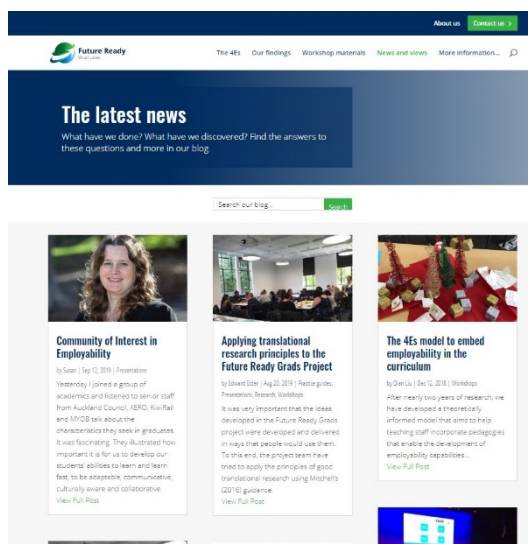 About us Contact us >
Future Ready
The 4Es Our findings Workshop materials News and views More information...
The latest news
What have we done? What have we discovered? Find the answers to
these questions and more in our blog
Search our blog...
Search
Community of Interest in
Employability
by Susan | Sep 12, 2019 | Presentations
Yesterday I joined a group of
academics and listened to senior staff
from Auckland Council, XERO, KiwiRail
and MYOB talk about the
characteristics they seek in graduates.
It was fascinating. They illustrated how
important it is for us to develop our
students' abilities to learn and learn
fast, to be adaptable, communicative,
culturally aware and collaborative.
View Full Post
Applying translational
research principles to the
Future Ready Grads Project
by Edward Elder | Aug 20, 2019 | Practice guides,
Presentations, Research, Workshops
It was very important that the ideas
developed in the Future Ready Grads
project were developed and delivered
in ways that people would use them.
To this end, the project team have
tried to apply the principles of good
translational research using Mitchell's
(2016) guidance.
View Full Post
The 4Es model to embed
employability in the
curriculum
by Qian Liu | Dec 12, 2018 | Workshops
After nearly two years of research, we
have developed a theoretically
informed model that aims to help
teaching staff incorporate pedagogies
that enable the development of
employability capabilities...
View Full Post